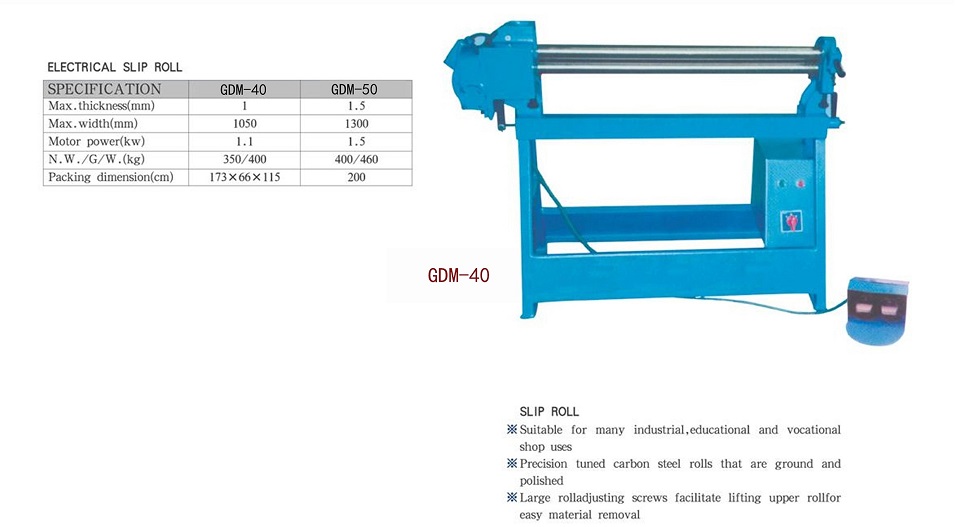 ELECTRICAL SLIP ROLL
SPECIFICATION GDM-40 GDM-50
Max.thickness(mm) 1 1.5
Max.width(mm) 1050 1300
Motor power(kw) 1.1 1.5
N.W./G/W.(kg) 350/400 400/460
Packing dimension(cm) 173×66×115 200
GDM-40
SLIP ROLL
※Suitable for many industrial,educational and vocational
shop uses
※Precision tuned carbon steel rolls that are ground and
polished
※Large rolladjusting screws facilitate lifting upper rollfor
easy material removal